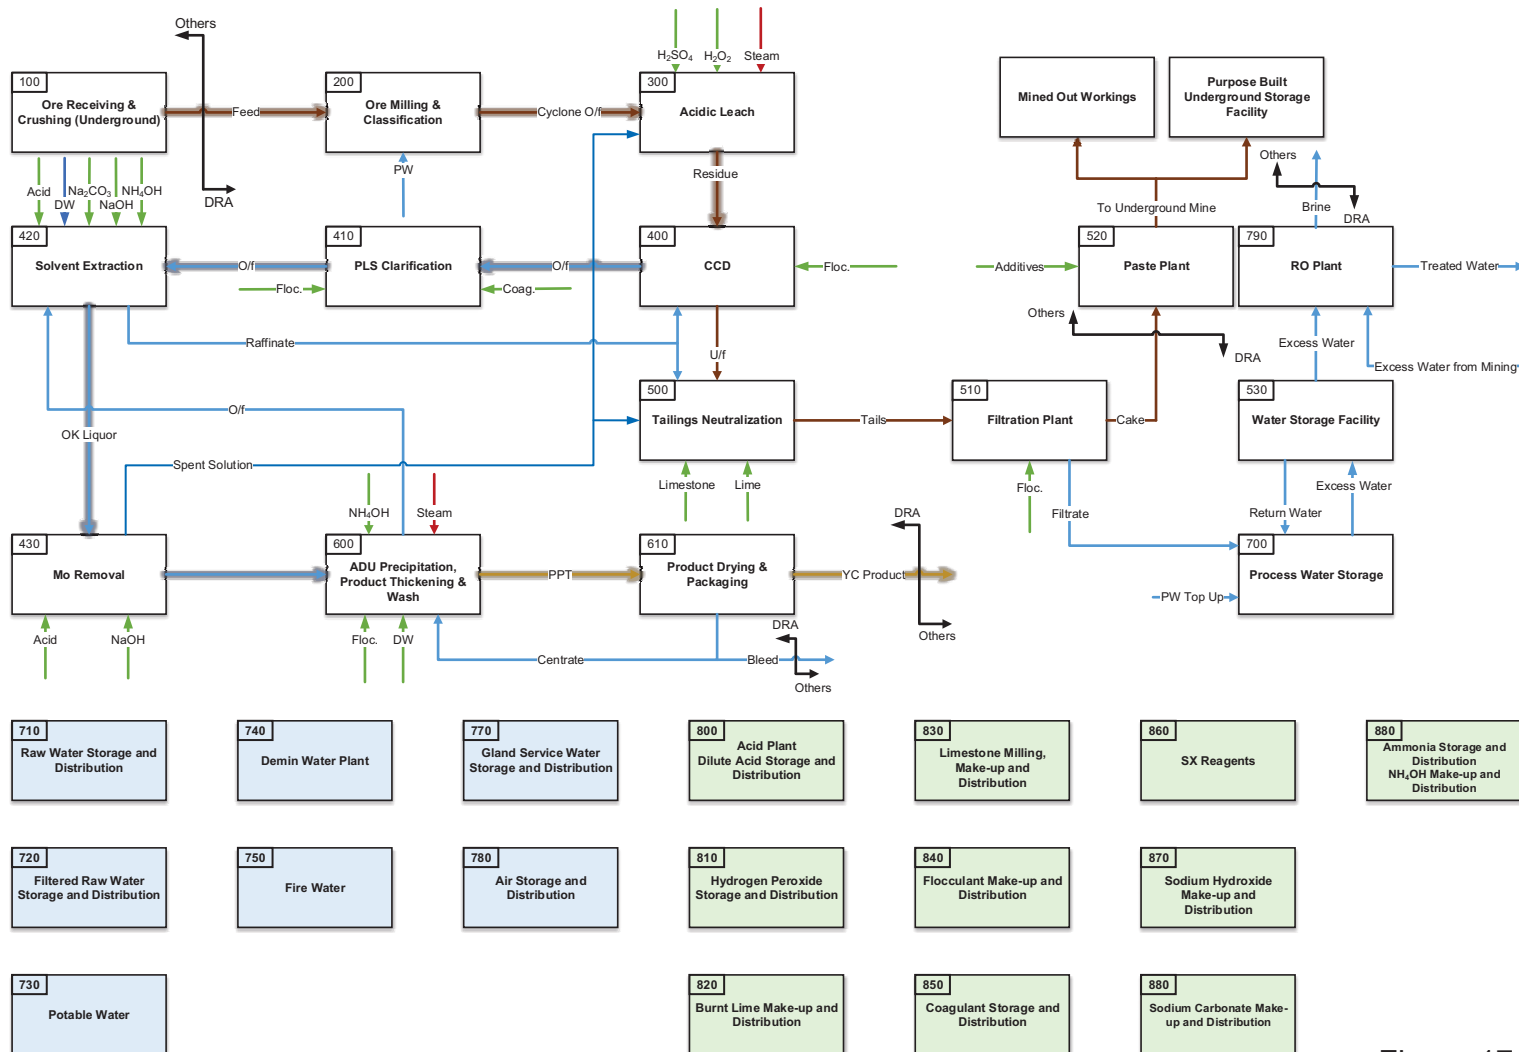 Others
H₂SO₄
H₂O₂
Steam
100
Ore Receiving &
Crushing (Underground)
Feed
200
Ore Milling &
Classification
Cyclone O/f
300
Acidic Leach
Mined Out Workings
Purpose Built
Underground Storage
Facility
DRA
PW
Residue
Others
DRA
Brine
To Underground Mine
Acid
DW
Na₂CO₃
NaOH
NH₄OH
420
Solvent Extraction
O/f
410
PLS Clarification
O/f
400
CCD
Floc.
Additives
520
Paste Plant
790
RO Plant
Treated Water
Floc.
Coag.
Others
DRA
Raffinate
U/f
Excess Water
Excess Water from Mining
500
Tailings Neutralization
Tails
510
Filtration Plant
Cake
530
Water Storage Facility
O/f
OK Liquor
Spent Solution
Limestone
Lime
Floc.
Filtrate
Return Water
Excess Water
NH₄OH
Steam
DRA
430
Mo Removal
600
ADU Precipitation,
Product Thickening &
Wash
PPT
610
Product Drying &
Packaging
YC Product
Others
700
Process Water Storage
PW Top Up
Acid
NaOH
Floc.
DW
Centrate
Bleed
DRA
Others
710
Raw Water Storage and
Distribution
740
Demin Water Plant
770
Gland Service Water
Storage and Distribution
800
Acid Plant
Dilute Acid Storage and
Distribution
830
Limestone Milling,
Make-up and
Distribution
860
SX Reagents
880
Ammonia Storage and
Distribution
NH₄OH Make-up and
Distribution
720
Filtered Raw Water
Storage and Distribution
750
Fire Water
780
Air Storage and
Distribution
810
Hydrogen Peroxide
Storage and Distribution
840
Flocculant Make-up and
Distribution
870
Sodium Hydroxide
Make-up and
Distribution
730
Potable Water
820
Burnt Lime Make-up and
Distribution
850
Coagulant Storage and
Distribution
880
Sodium Carbonate Make-
up and Distribution